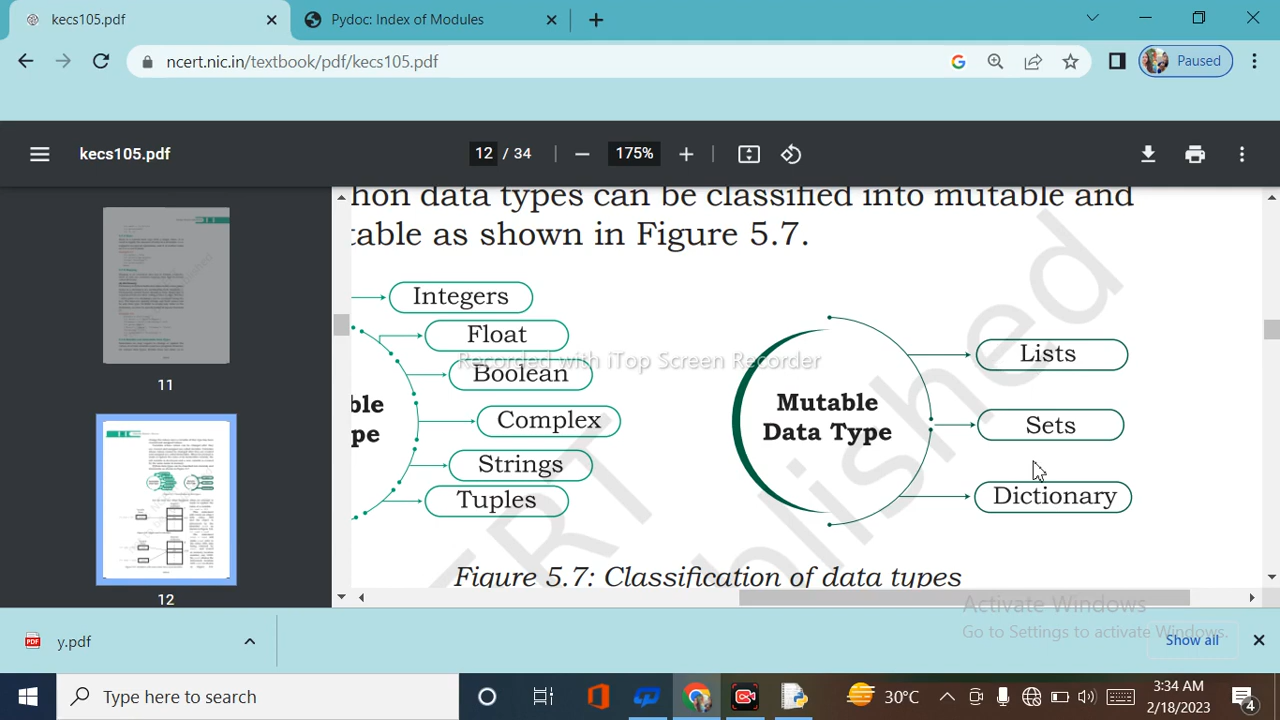 kecs105.pdf
Pydoc: Index of Modules
ncert.nic.in/textbook/pdf/kecs105.pdf
Paused
kecs105.pdf
12 / 34
175%
hon data types can be classified into mutable and
table as shown in Figure 5.7.
Integers
Float
Boolean
Complex
Strings
Tuples
ble
pe
Mutable
Data Type
Lists
Sets
Dictionary
Figure 5.7: Classification of data types
Recorded with iTop Screen Recorder
11
12
Activate Windows
Go to Settings to activate Windows.
y.pdf
Show all
Type here to search
30°C
3:34 AM
2/18/2023
4